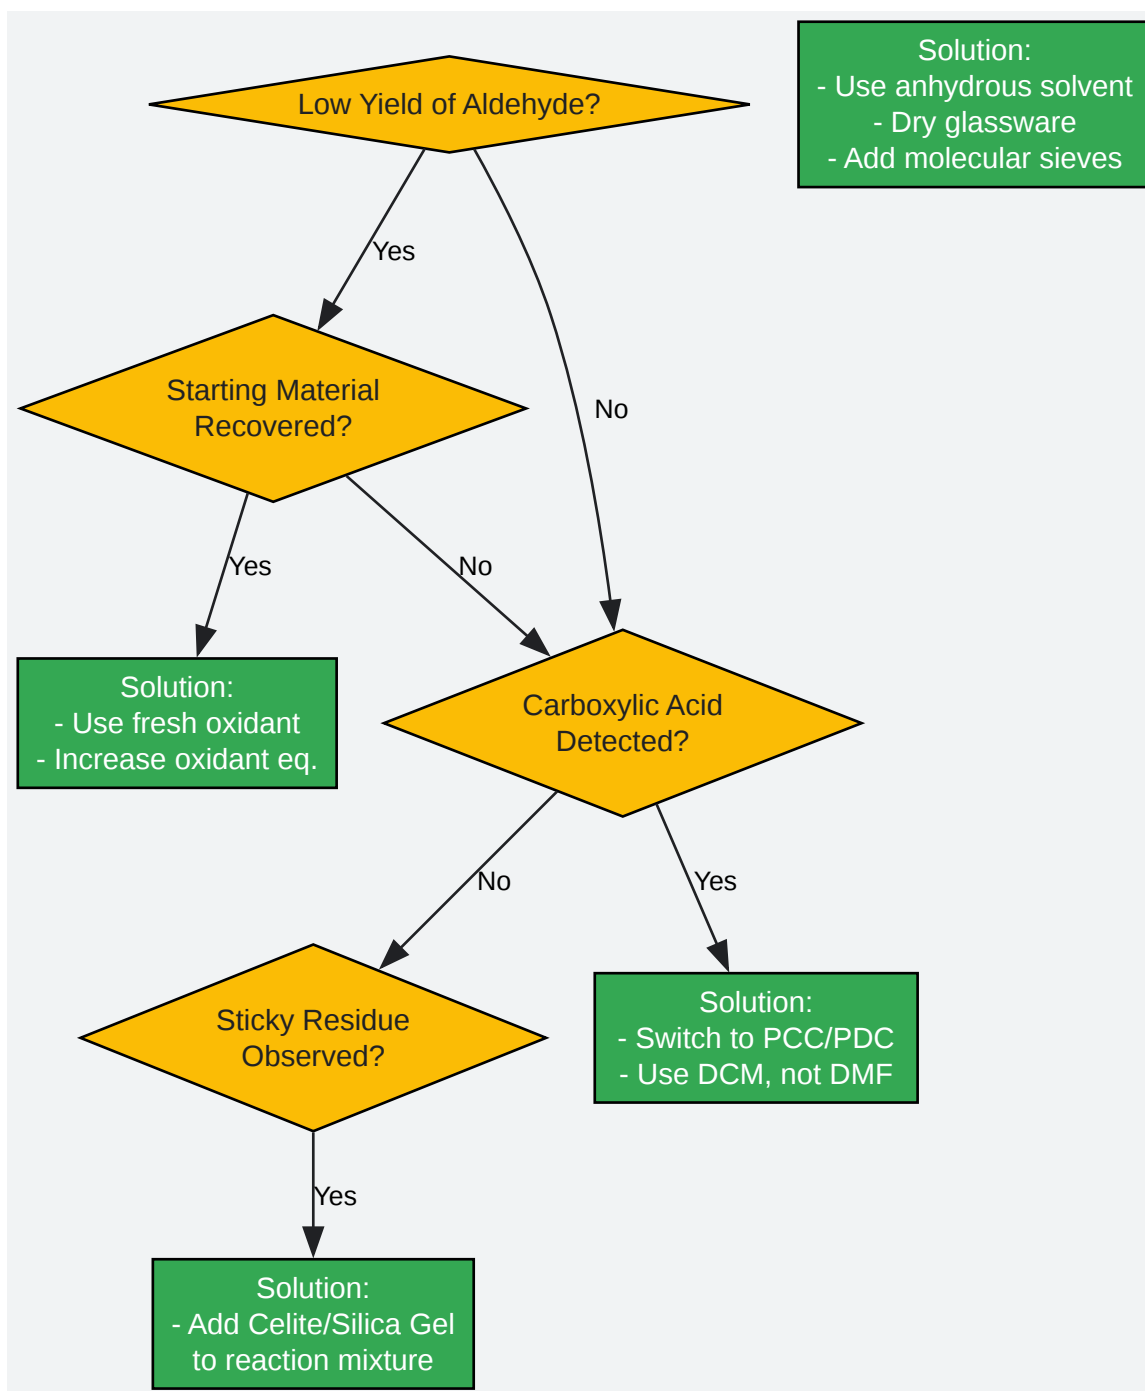 Low Yield of Aldehyde?
Solution:
- Use anhydrous solvent
- Dry glassware
- Add molecular sieves
Yes
No
Starting Material
Recovered?
Yes
No
Solution:
- Use fresh oxidant
- Increase oxidant eq.
Carboxylic Acid
Detected?
No
Yes
Sticky Residue
Observed?
Solution:
- Switch to PCC/PDC
- Use DCM, not DMF
Yes
Solution:
- Add Celite/Silica Gel
to reaction mixture